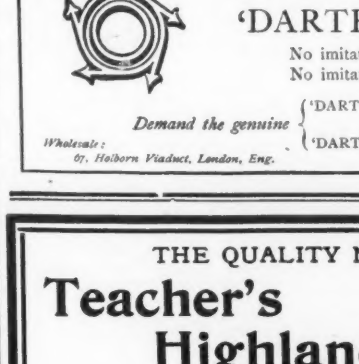 'DARTI
No imita
No imita
Demand the genuine { 'DART
'DART
Wholesale :
67, Holborn Viaduct, London, Eng.
THE QUALITY
Teacher's
Highlan